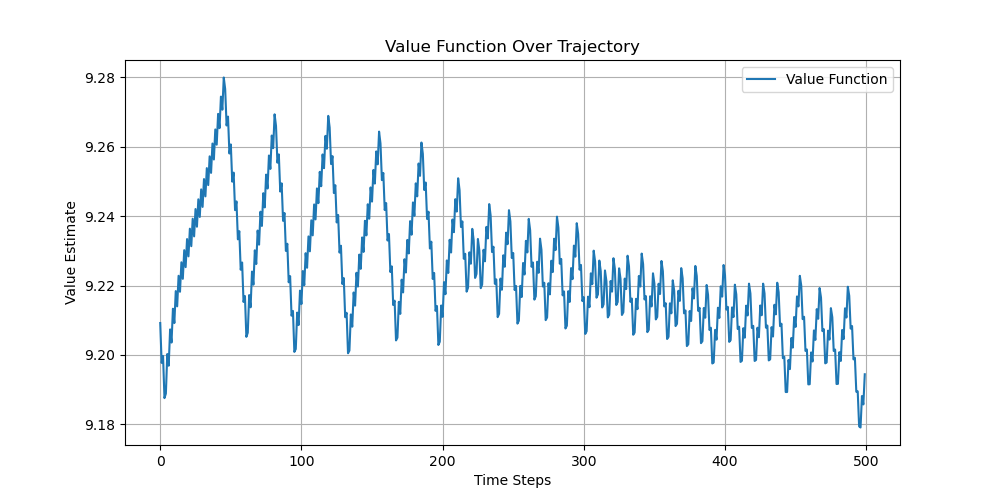 Value Function Over Trajectory
Value Function
9.28
9.26
9.24
9.22
9.20
9.18
Value Estimate
0 100 200 300 400 500
Time Steps